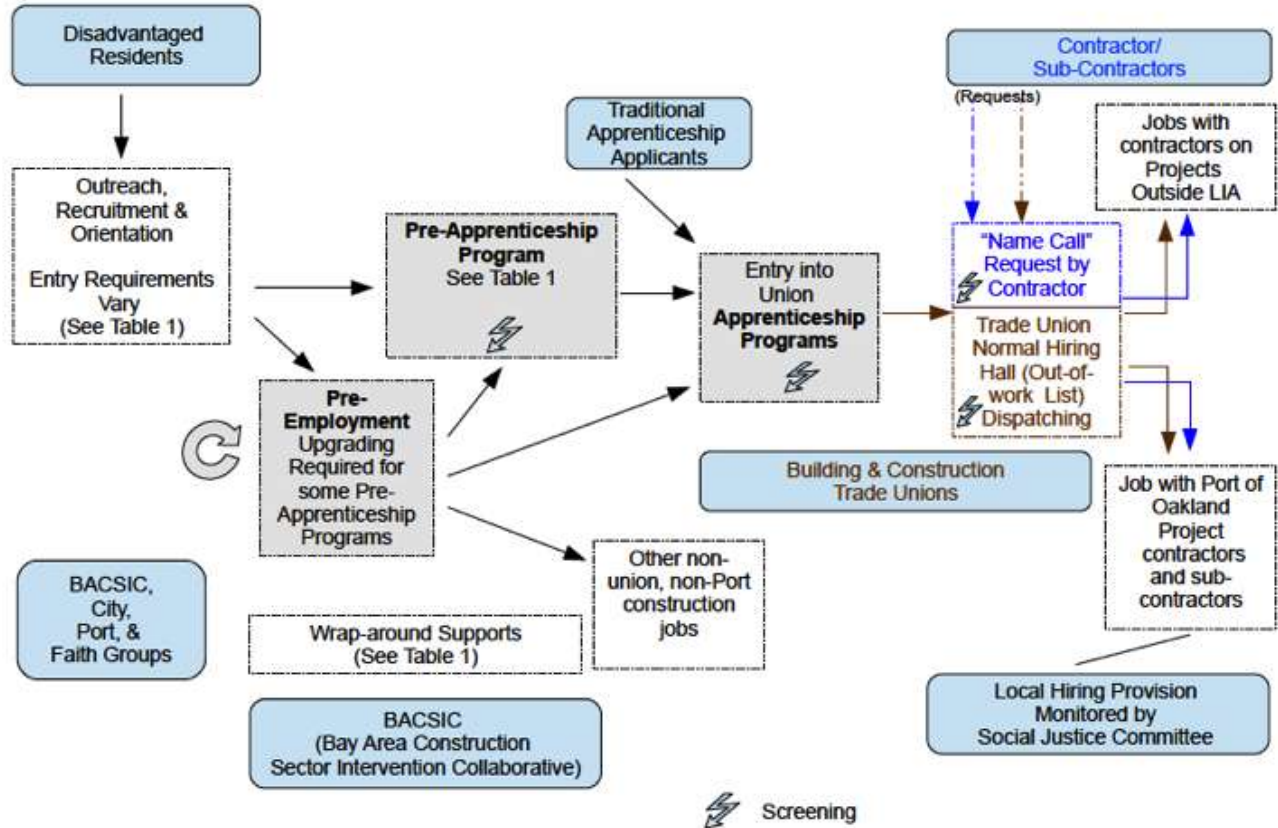 Disadvantaged
Residents
Contractor/
Sub-Contractors
(Requests)
Traditional
Apprenticeship
Applicants
Jobs with
contractors on
Projects
Outside LIA
Outreach,
Recruitment &
Orientation
Entry Requirements
Vary
(See Table 1)
Pre-Apprenticeship
Program
See Table 1
Entry into
Union
Apprenticeship
Programs
“Name Call”
Request by
Contractor
Trade Union
Normal Hiring
Hall (Out-of-
work List)
Dispatching
Pre-
Employment
Upgrading
Required for
some Pre-
Apprenticeship
Programs
Building & Construction
Trade Unions
Job with Port of
Oakland
Project
contractors
and sub-
contractors
Other non-
union, non-Port
construction
jobs
BACSIC,
City,
Port, &
Faith Groups
Wrap-around Supports
(See Table 1)
Local Hiring Provision
Monitored by
Social Justice Committee
BACSIC
(Bay Area Construction
Sector Intervention Collaborative)
Screening